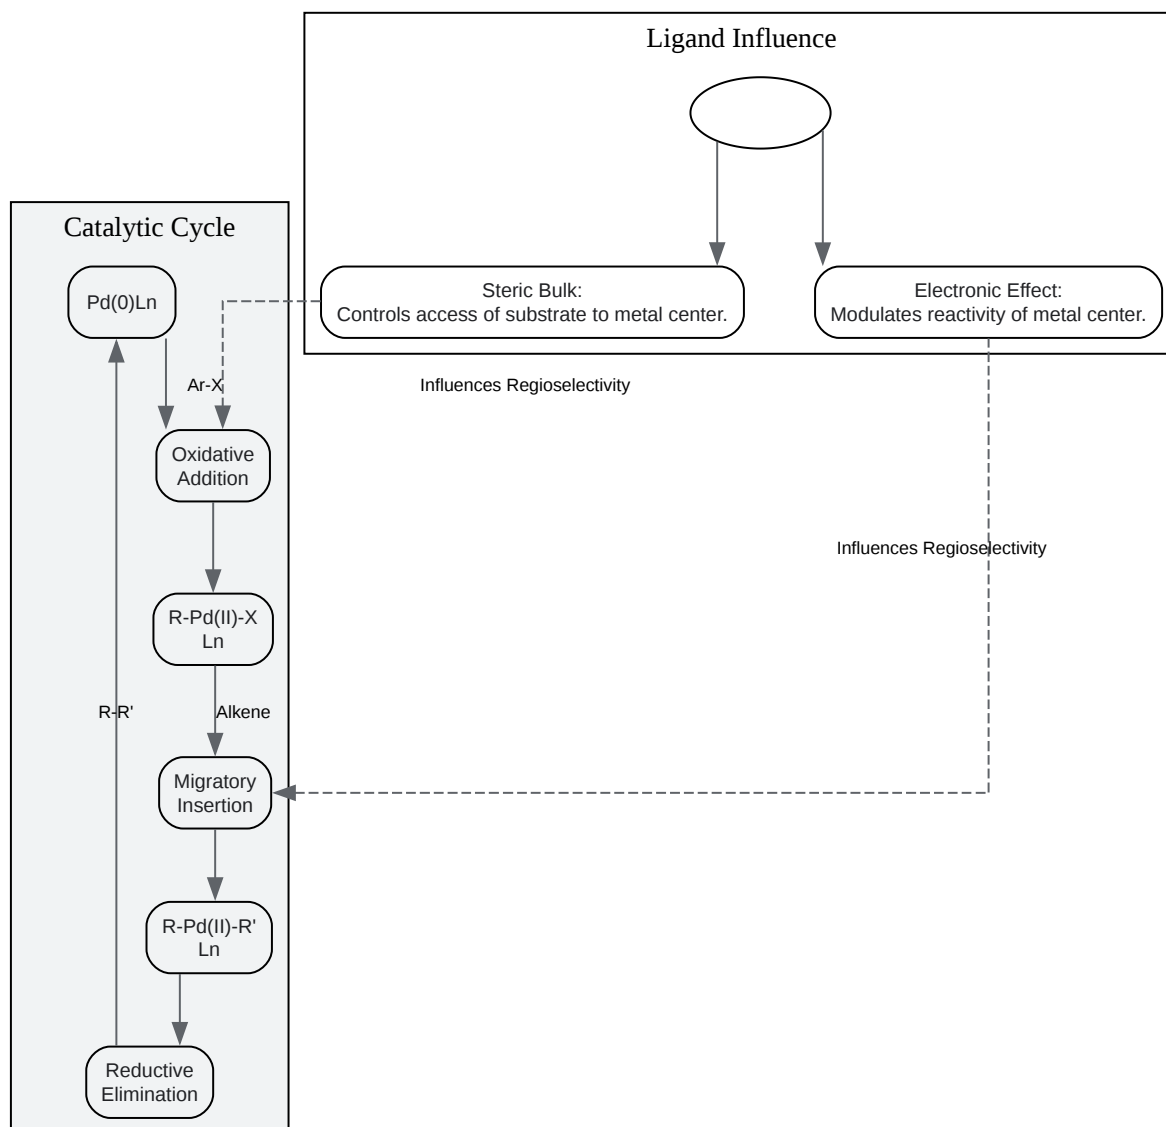 Ligand Influence
Steric Bulk:
Controls access of substrate to metal center.
Electronic Effect:
Modulates reactivity of metal center.
Influences Regioselectivity
Influences Regioselectivity
Catalytic Cycle
Pd(0)Ln
Ar-X
Oxidative
Addition
R-Pd(II)-X
Ln
R-R'
Alkene
Migratory
Insertion
R-Pd(II)-R'
Ln
Reductive
Elimination